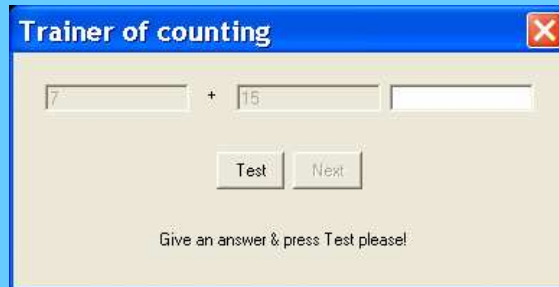 Trainer of counting
7 + 15
Test Next
Give an answer & press Test please!